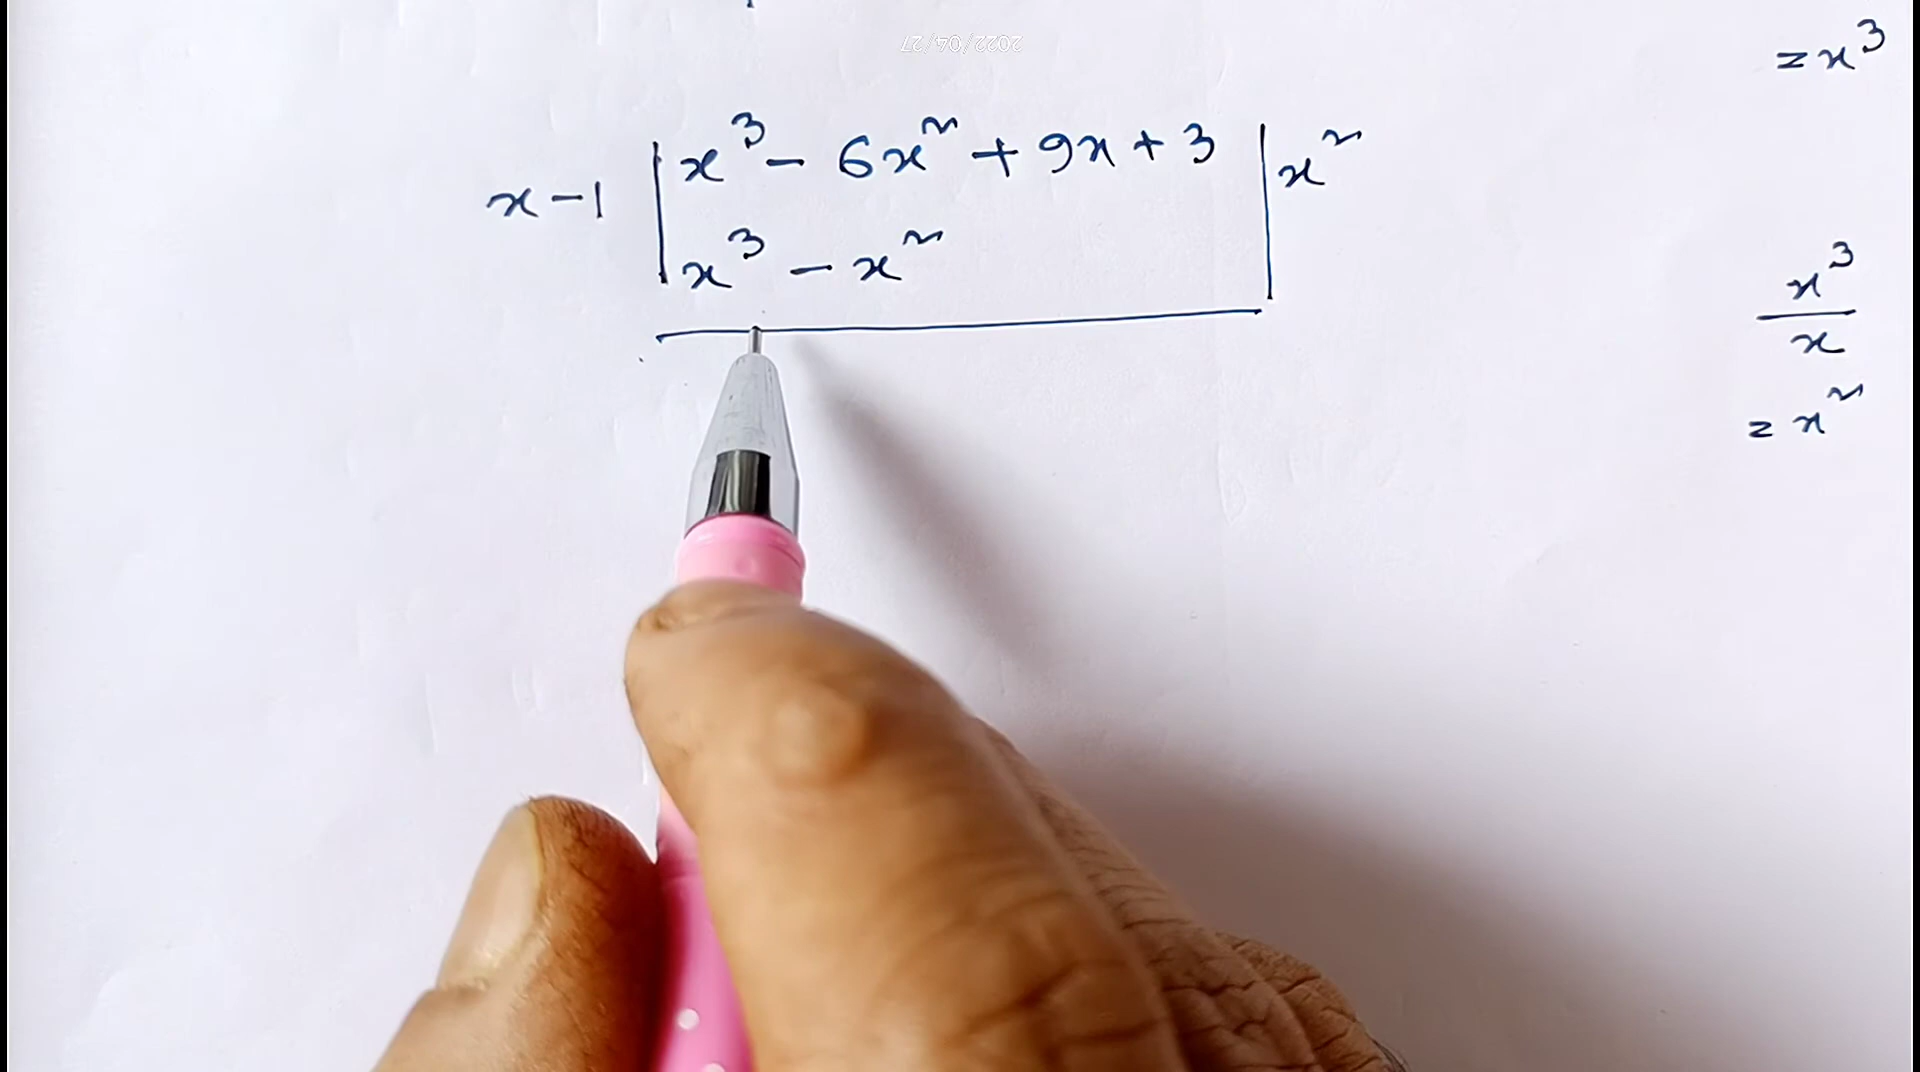 2022/04/27
= x³
x - 1 | x³ - 6x² + 9x + 3 | x²
x³ - x²
x³
x
= x²